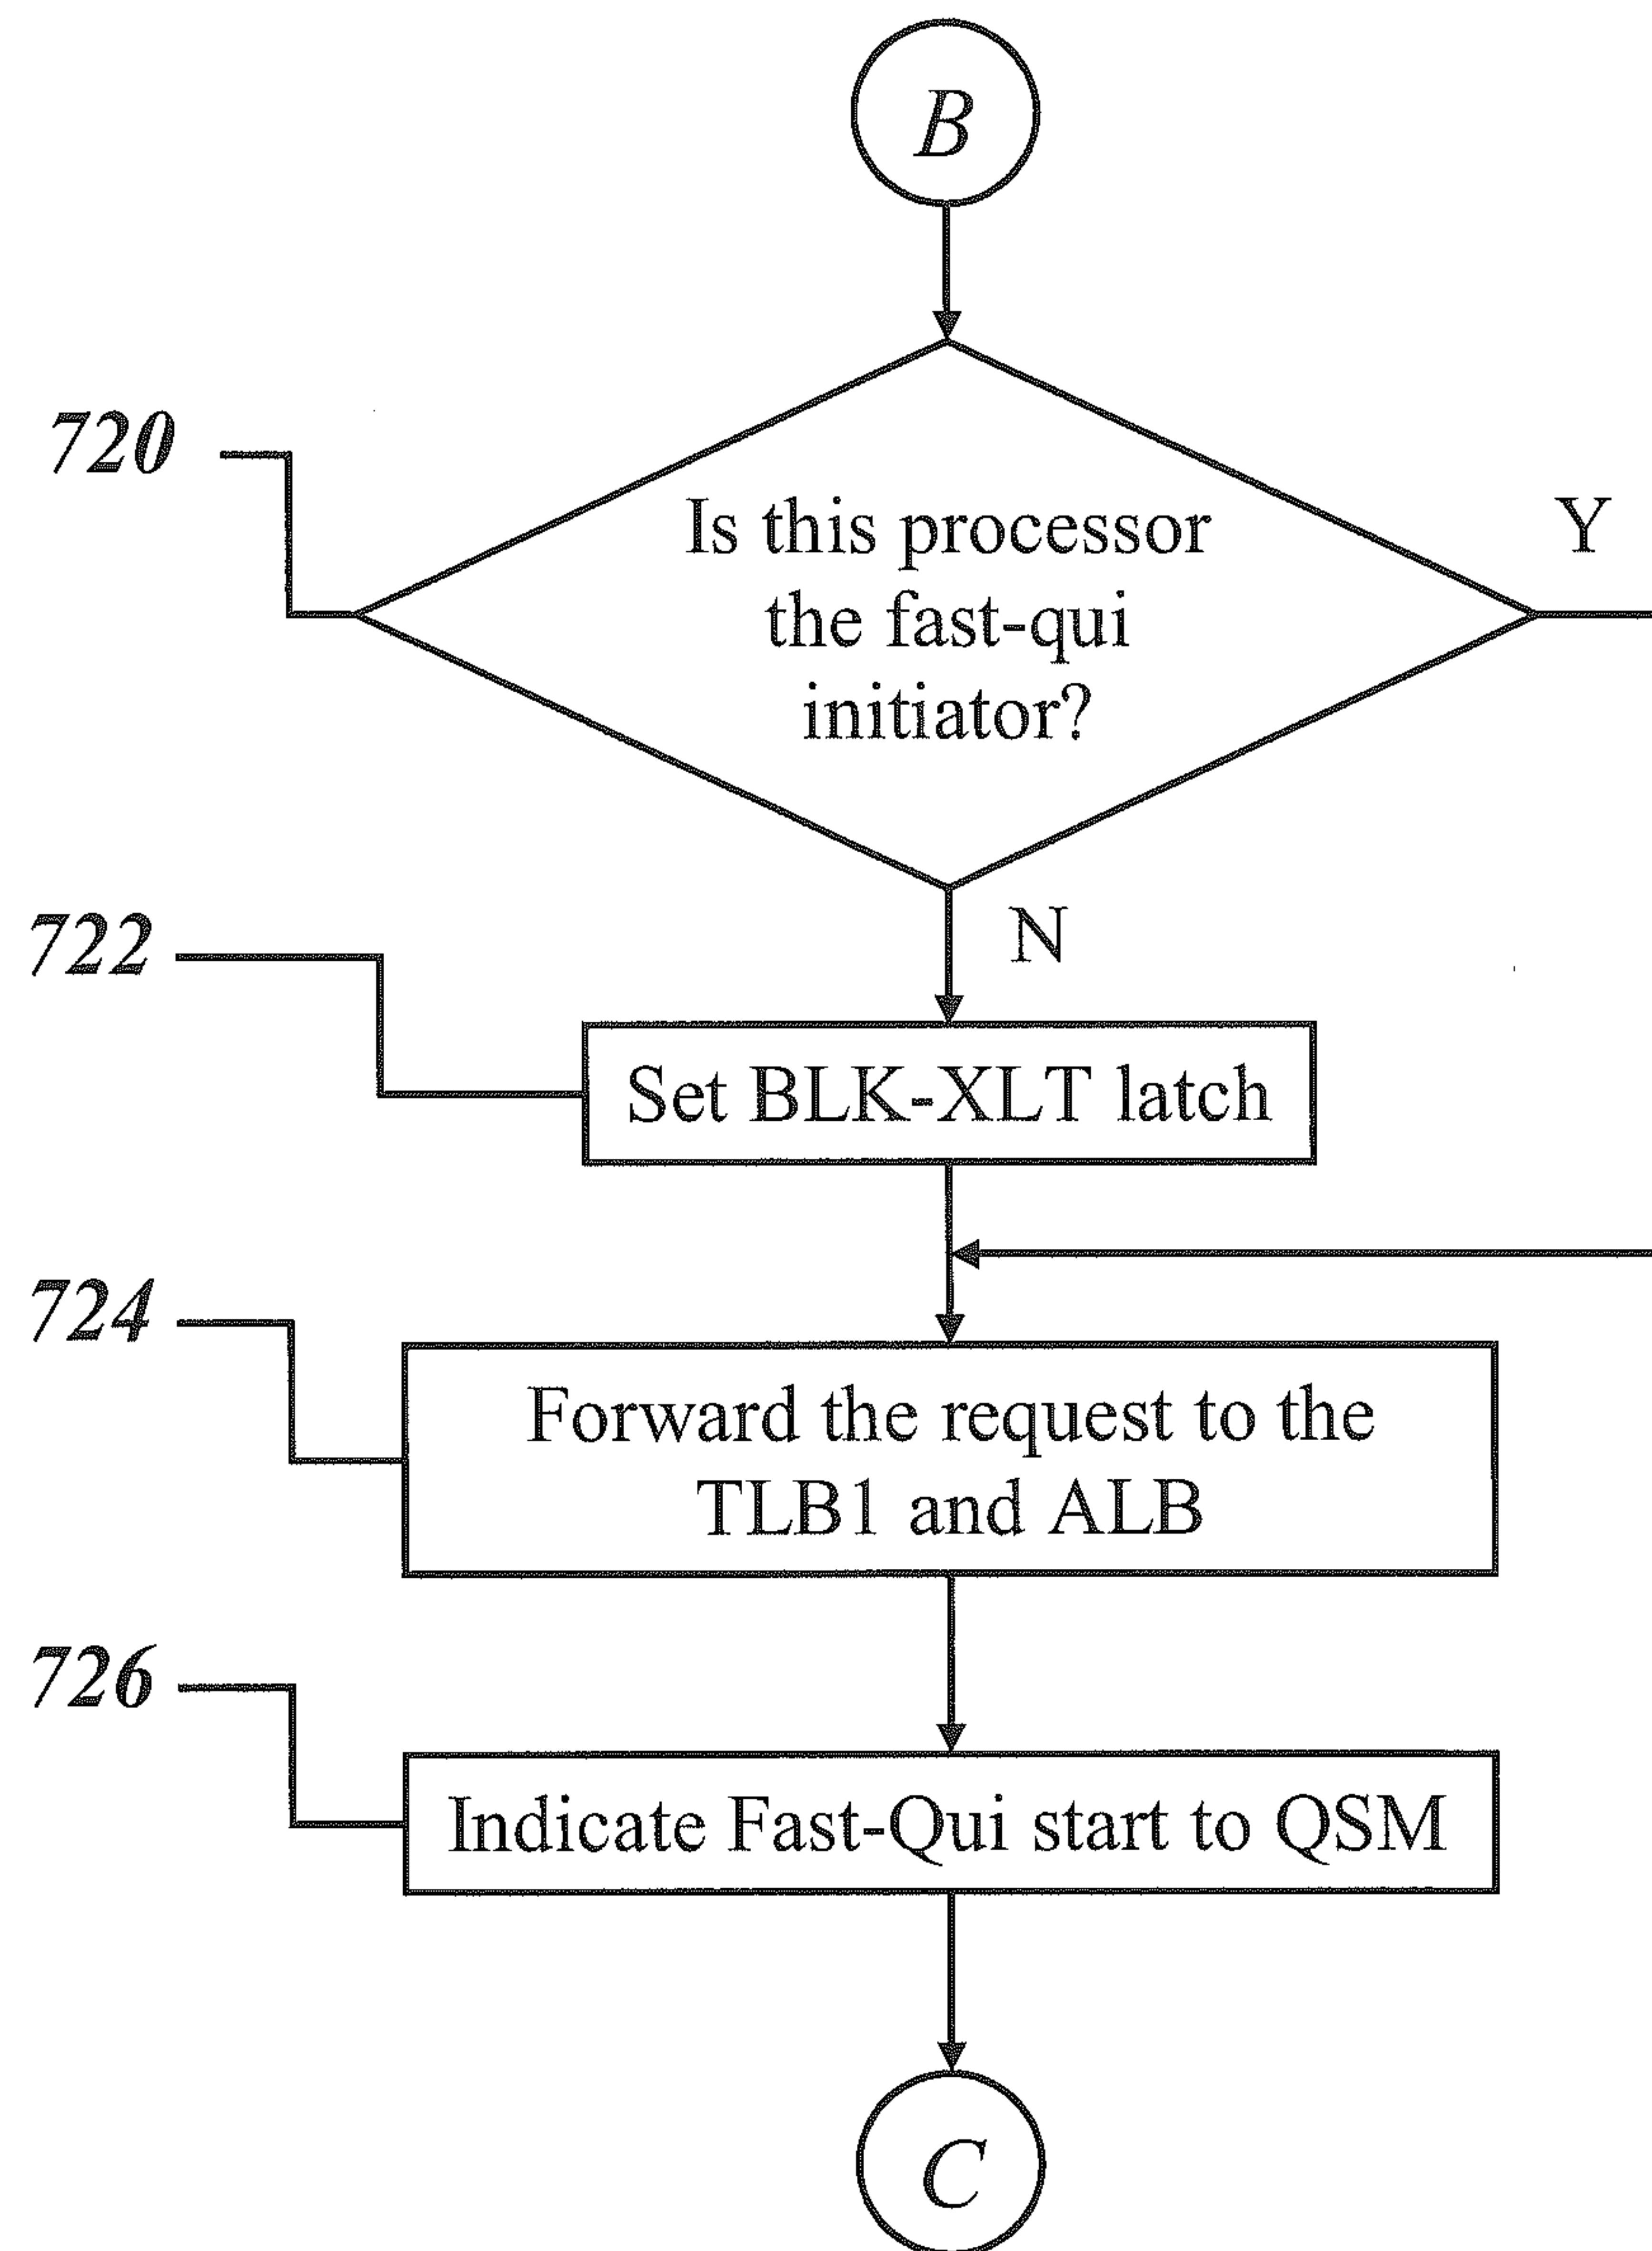 B
720
Is this processor
the fast-qui
initiator?
Y
N
722
Set BLK-XLT latch
724
Forward the request to the
TLB1 and ALB
726
Indicate Fast-Qui start to QSM
C